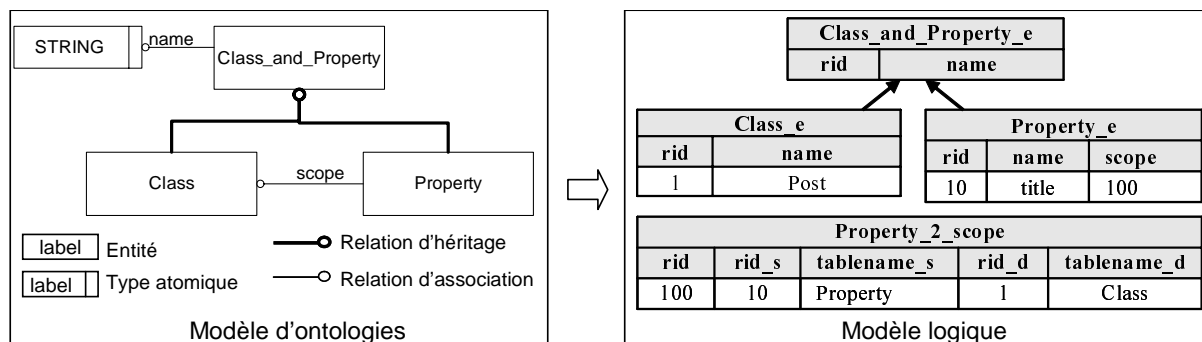 STRING
name
Class_and_Property
Class
scope
Property
label Entité
label Type atomique
Relation d'héritage
Relation d'association
Modèle d'ontologies
Class_and_Property_e
rid name
Class_e
rid name
1 Post
Property_e
rid name scope
10 title 100
Property_2_scope
rid rid_s tablename_s rid_d tablename_d
100 10 Property 1 Class
Modèle logique